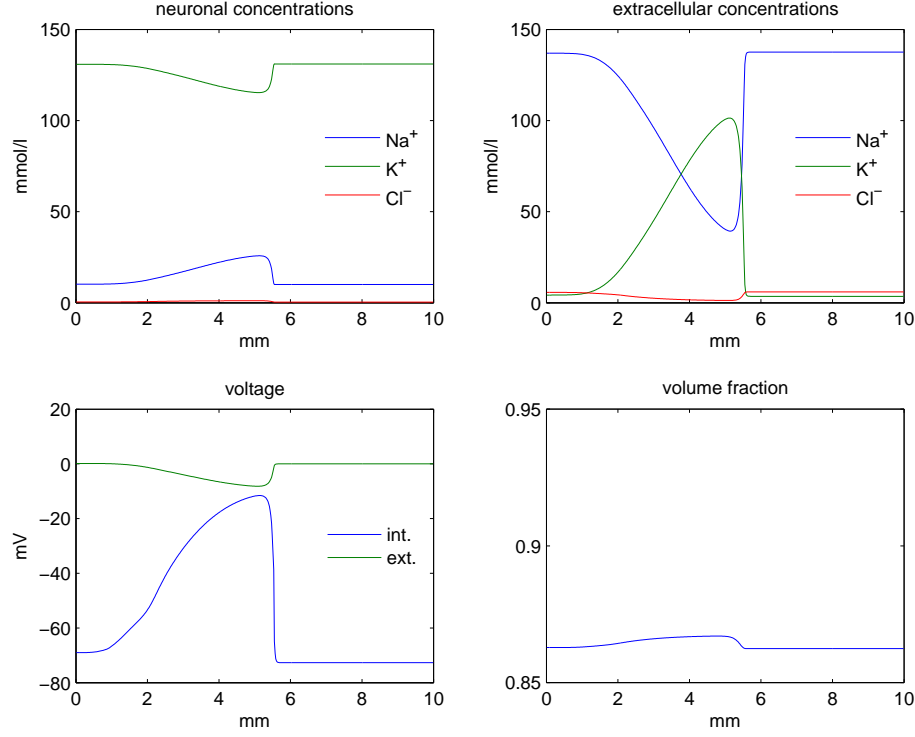 neuronal concentrations
150
100
50
0
mmol/l
Na⁺
K⁺
Cl⁻
0 2 4 6 8 10
mm
extracellular concentrations
150
100
50
0
mmol/l
Na⁺
K⁺
Cl⁻
0 2 4 6 8 10
mm
voltage
20
0
−20
−40
−60
−80
mV
int.
ext.
0 2 4 6 8 10
mm
volume fraction
0.95
0.9
0.85
0 2 4 6 8 10
mm